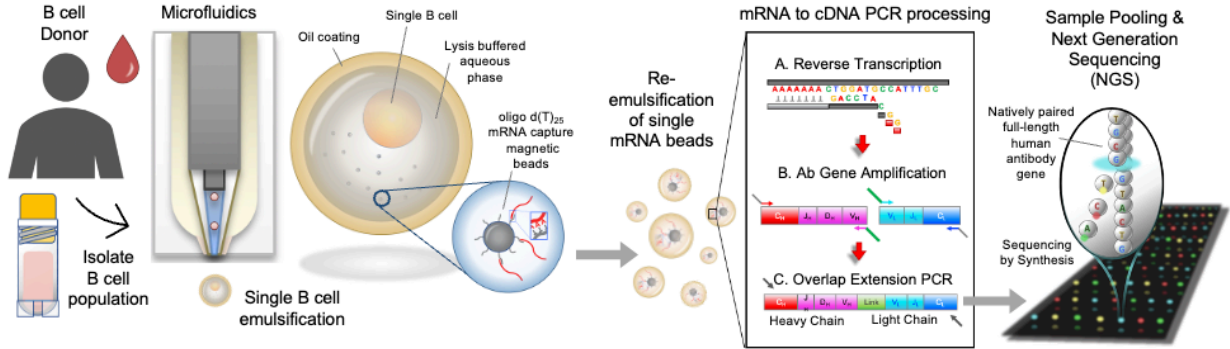 B cell
Donor
Isolate
B cell
population
Microfluidics
Single B cell
emulsification
Oil coating
Single B cell
Lysis buffered
aqueous
phase
oligo d(T)25
mRNA capture
magnetic
beads
Re-
emulsification
of single
mRNA beads
mRNA to cDNA PCR processing
A. Reverse Transcription
AAAAAAACTGGATGCCATTTGC
TTTTTTT GACCTA
C
G
G
B. Ab Gene Amplification
CH JH DH VH VL JL CL
C. Overlap Extension PCR
CH JH DH VH Link VL JL CL
Heavy Chain Light Chain
Sample Pooling &
Next Generation
Sequencing
(NGS)
Natively paired
full-length
human
antibody
gene
Sequencing
by Synthesis
T
G
C
G
G
T
T
A
C
C
A
T
G